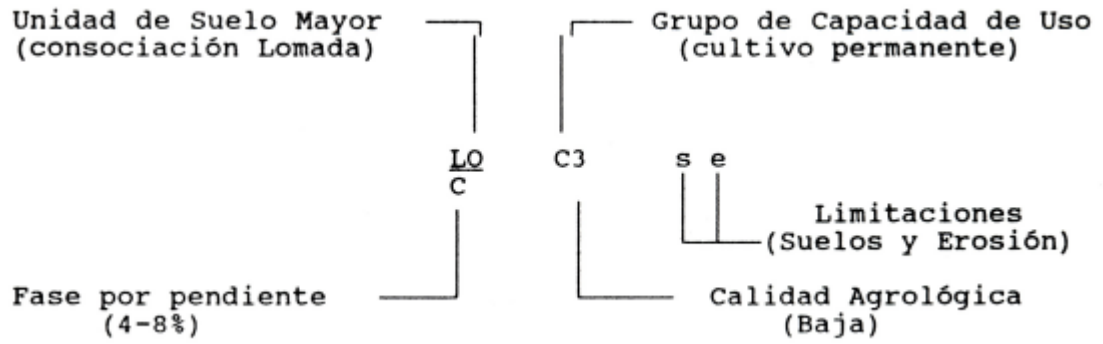 Unidad de Suelo Mayor
(consociación Lomada)
Grupo de Capacidad de Uso
(cultivo permanente)
LO C3 s e
C
Limitaciones
(Suelos y Erosión)
Fase por pendiente
(4-8%)
Calidad Agrológica
(Baja)